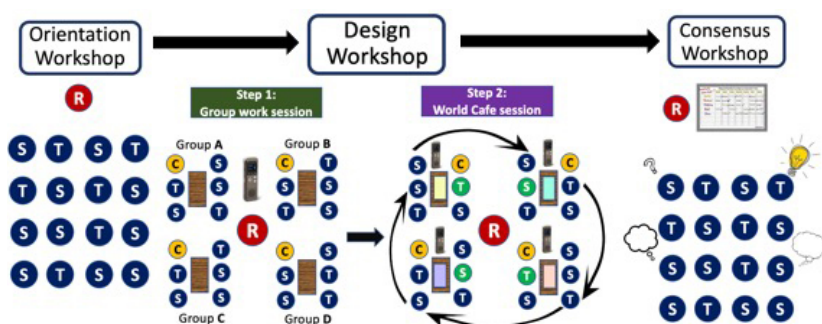 Orientation
Workshop
Design
Workshop
Consensus
Workshop
R
S T S T
T S T S
S S T S
S T S S
Step 1:
Group work session
Group A
C S
T S
S T
Group B
C T
S S
T S
R
C T
T S
S S
Group C
C S
S T
Group D
Step 2:
World Cafe session
S C
S T
S T
S C
S T
T S
R
C S
T S
S T
C S
T S
S T
R
S T S T
T S T S
S S T S
S T S S